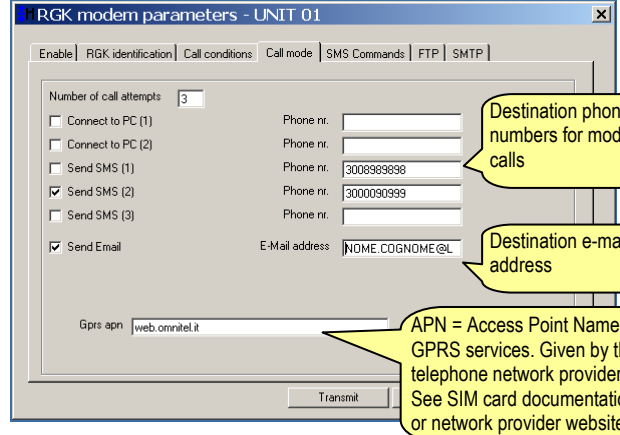 RGK modem parameters - UNIT 01
Enable RGK identification Call conditions Call mode SMS Commands FTP SMTP
Number of call attempts 3
Connect to PC (1) Phone nr.
Connect to PC (2) Phone nr.
Send SMS (1) Phone nr. 3008989898
Send SMS (2) Phone nr. 3000090999
Send SMS (3) Phone nr.
Send Email E-Mail address NOME.COGNOME@L
Gprs apn web.omnitel.it
Transmit
Destination phon
numbers for mod
calls
Destination e-ma
address
APN = Access Point Name
GPRS services. Given by t
telephone network provider
See SIM card documentatio
or network provider website